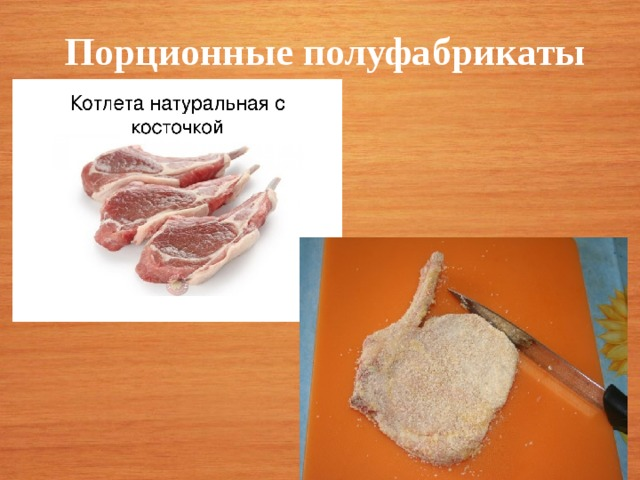 Порционные полуфабрикаты
Котлета натуральная с
косточкой